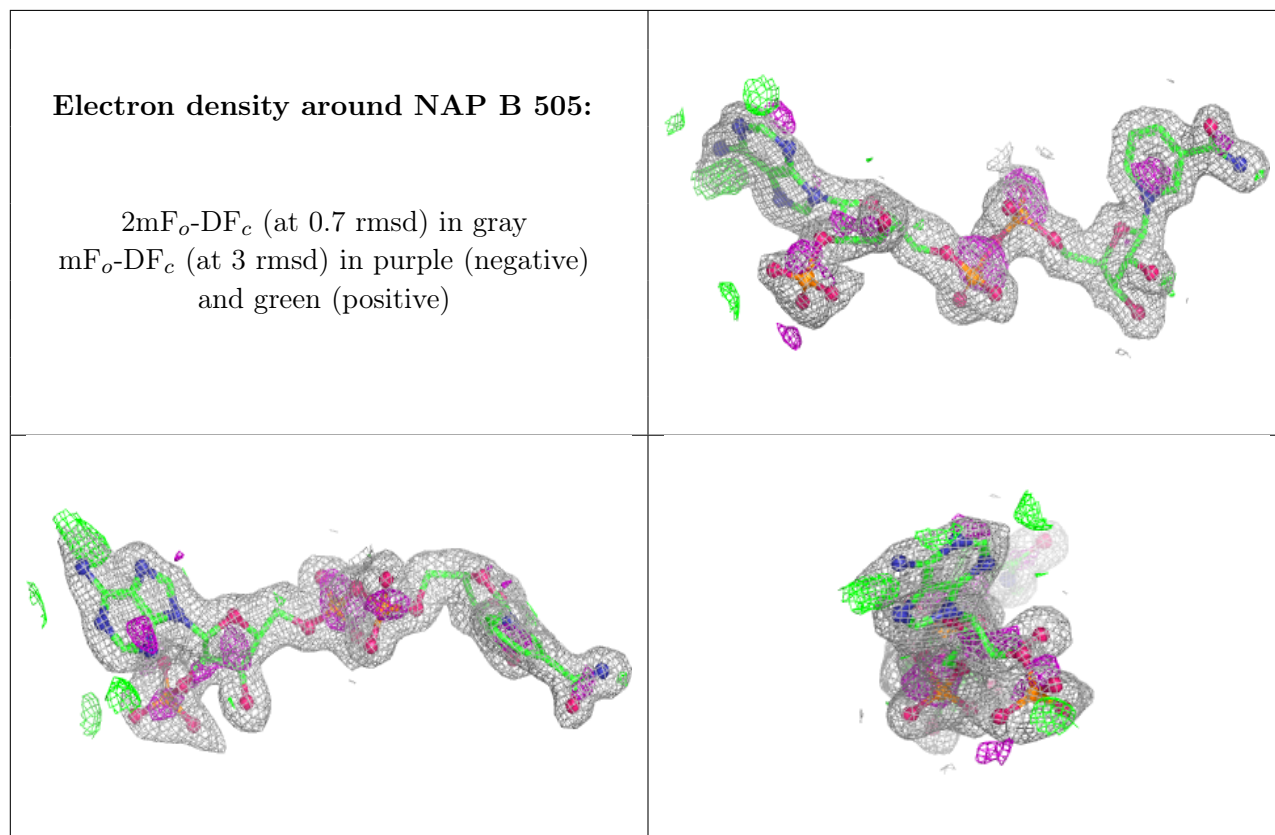 Electron density around NAP B 505:
2mFo-DFc (at 0.7 rmsd) in gray
mFo-DFc (at 3 rmsd) in purple (negative)
and green (positive)